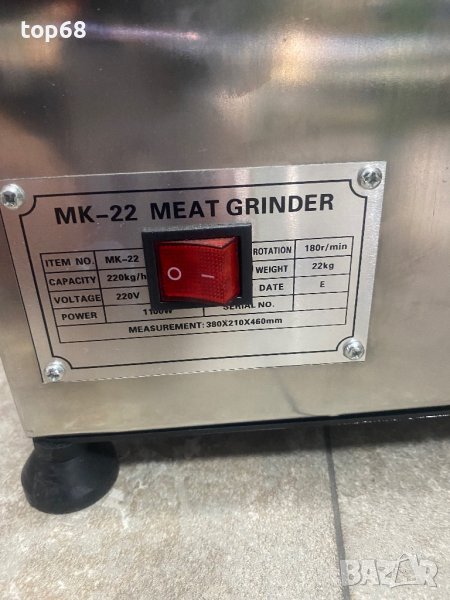 top68
MK-22 MEAT GRINDER
ITEM NO. MK-22 ROTATION 180r/min
CAPACITY 220kg/h WEIGHT 22kg
VOLTAGE 220V DATE E
POWER 1100W SERIAL NO.
MEASUREMENT: 380X210X460mm
BAZAR